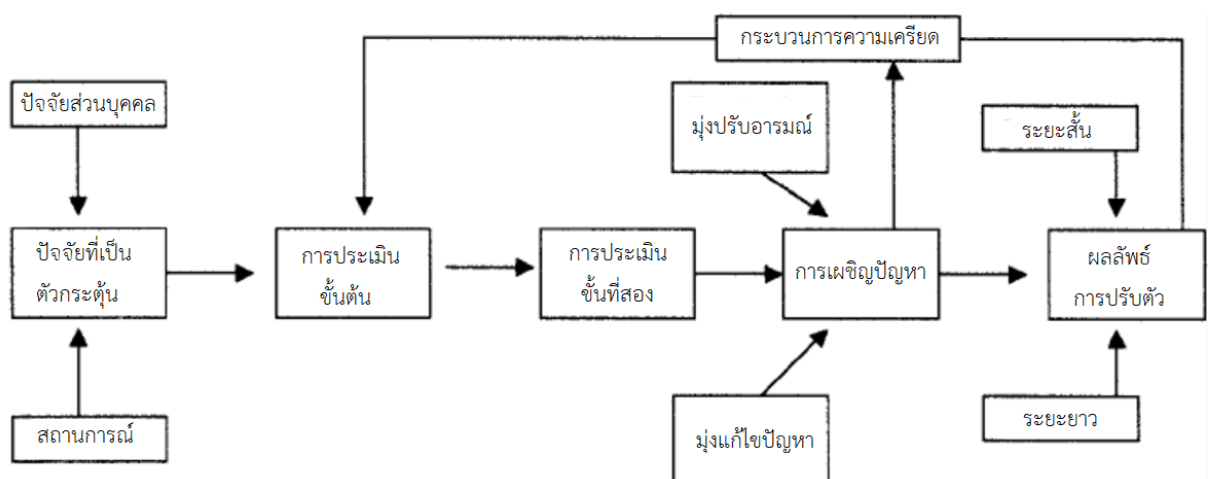 กระบวนการความเครียด
ปัจจัยส่วนบุคคล
มุ่งปรับอารมณ์
ระยะสั้น
ปัจจัยที่เป็น
ตัวกระตุ้น
การประเมิน
ขั้นต้น
การประเมิน
ขั้นที่สอง
การเผชิญปัญหา
ผลลัพธ์
การปรับตัว
สถานการณ์
มุ่งแก้ไขปัญหา
ระยะยาว